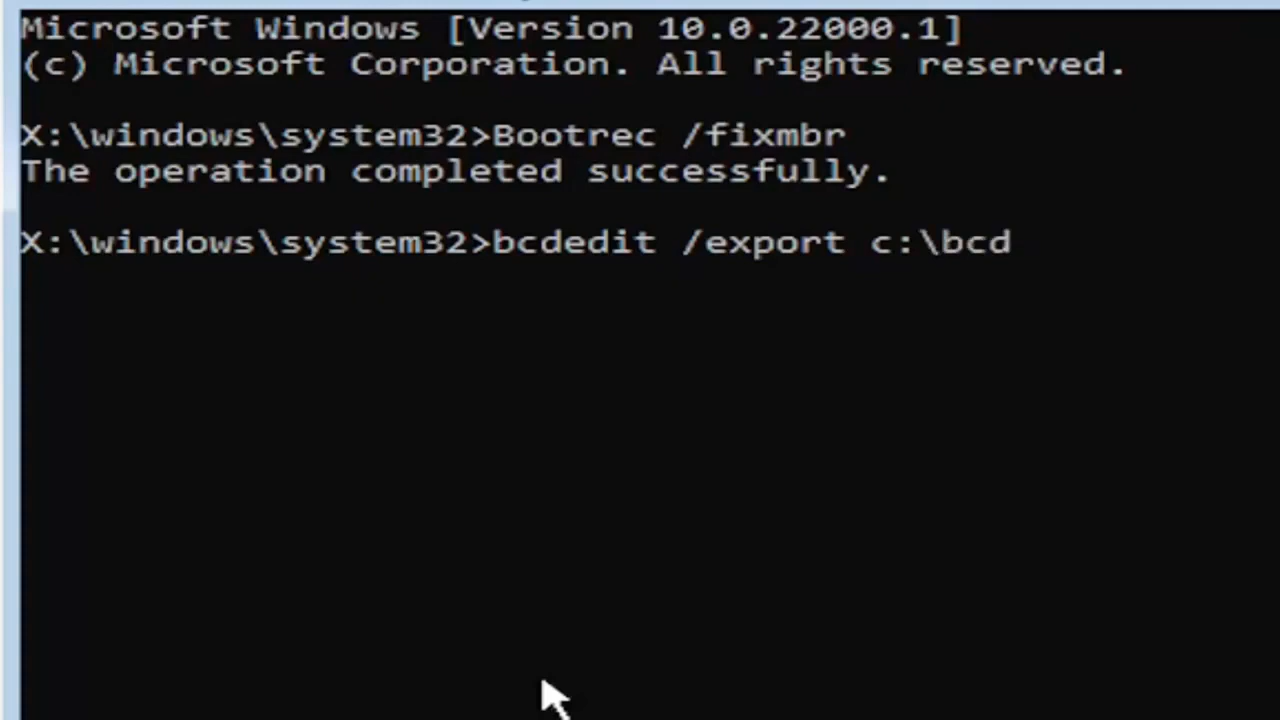 Microsoft Windows [Version 10.0.22000.1]
(c) Microsoft Corporation. All rights reserved.
X:\windows\system32>Bootrec /fixmbr
The operation completed successfully.
X:\windows\system32>bcdedit /export c:\bcd